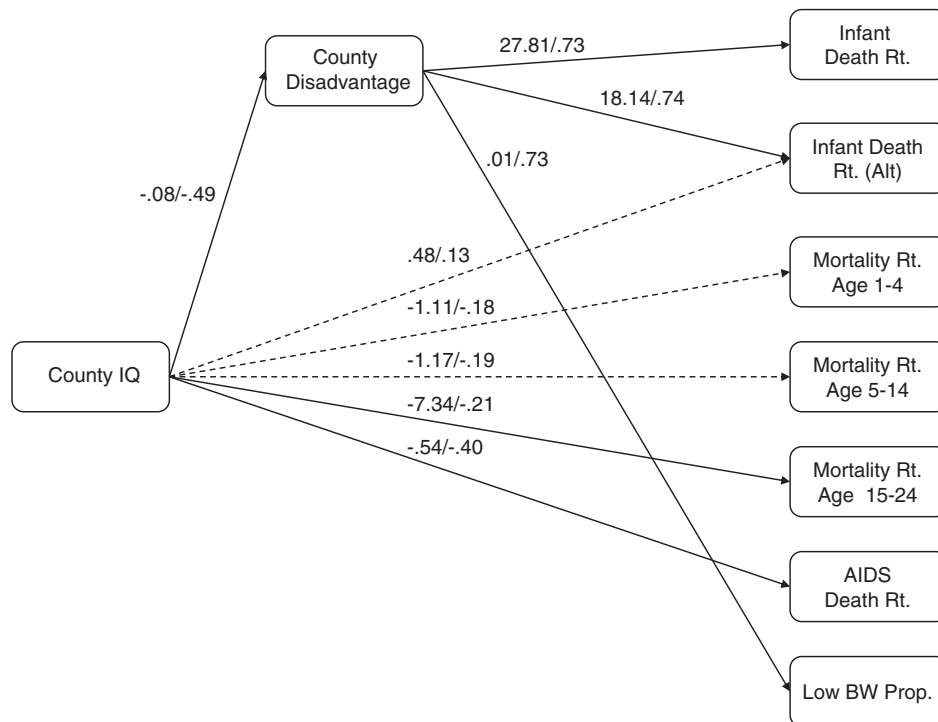 County
Disadvantage
27.81/.73
Infant
Death Rt.
18.14/.74
.01/.73
Infant Death
Rt. (Alt)
-.08/-.49
.48/.13
Mortality Rt.
Age 1-4
-1.11/-.18
County IQ
-1.17/-.19
Mortality Rt.
Age 5-14
-7.34/-.21
-.54/-.40
Mortality Rt.
Age 15-24
AIDS
Death Rt.
Low BW Prop.